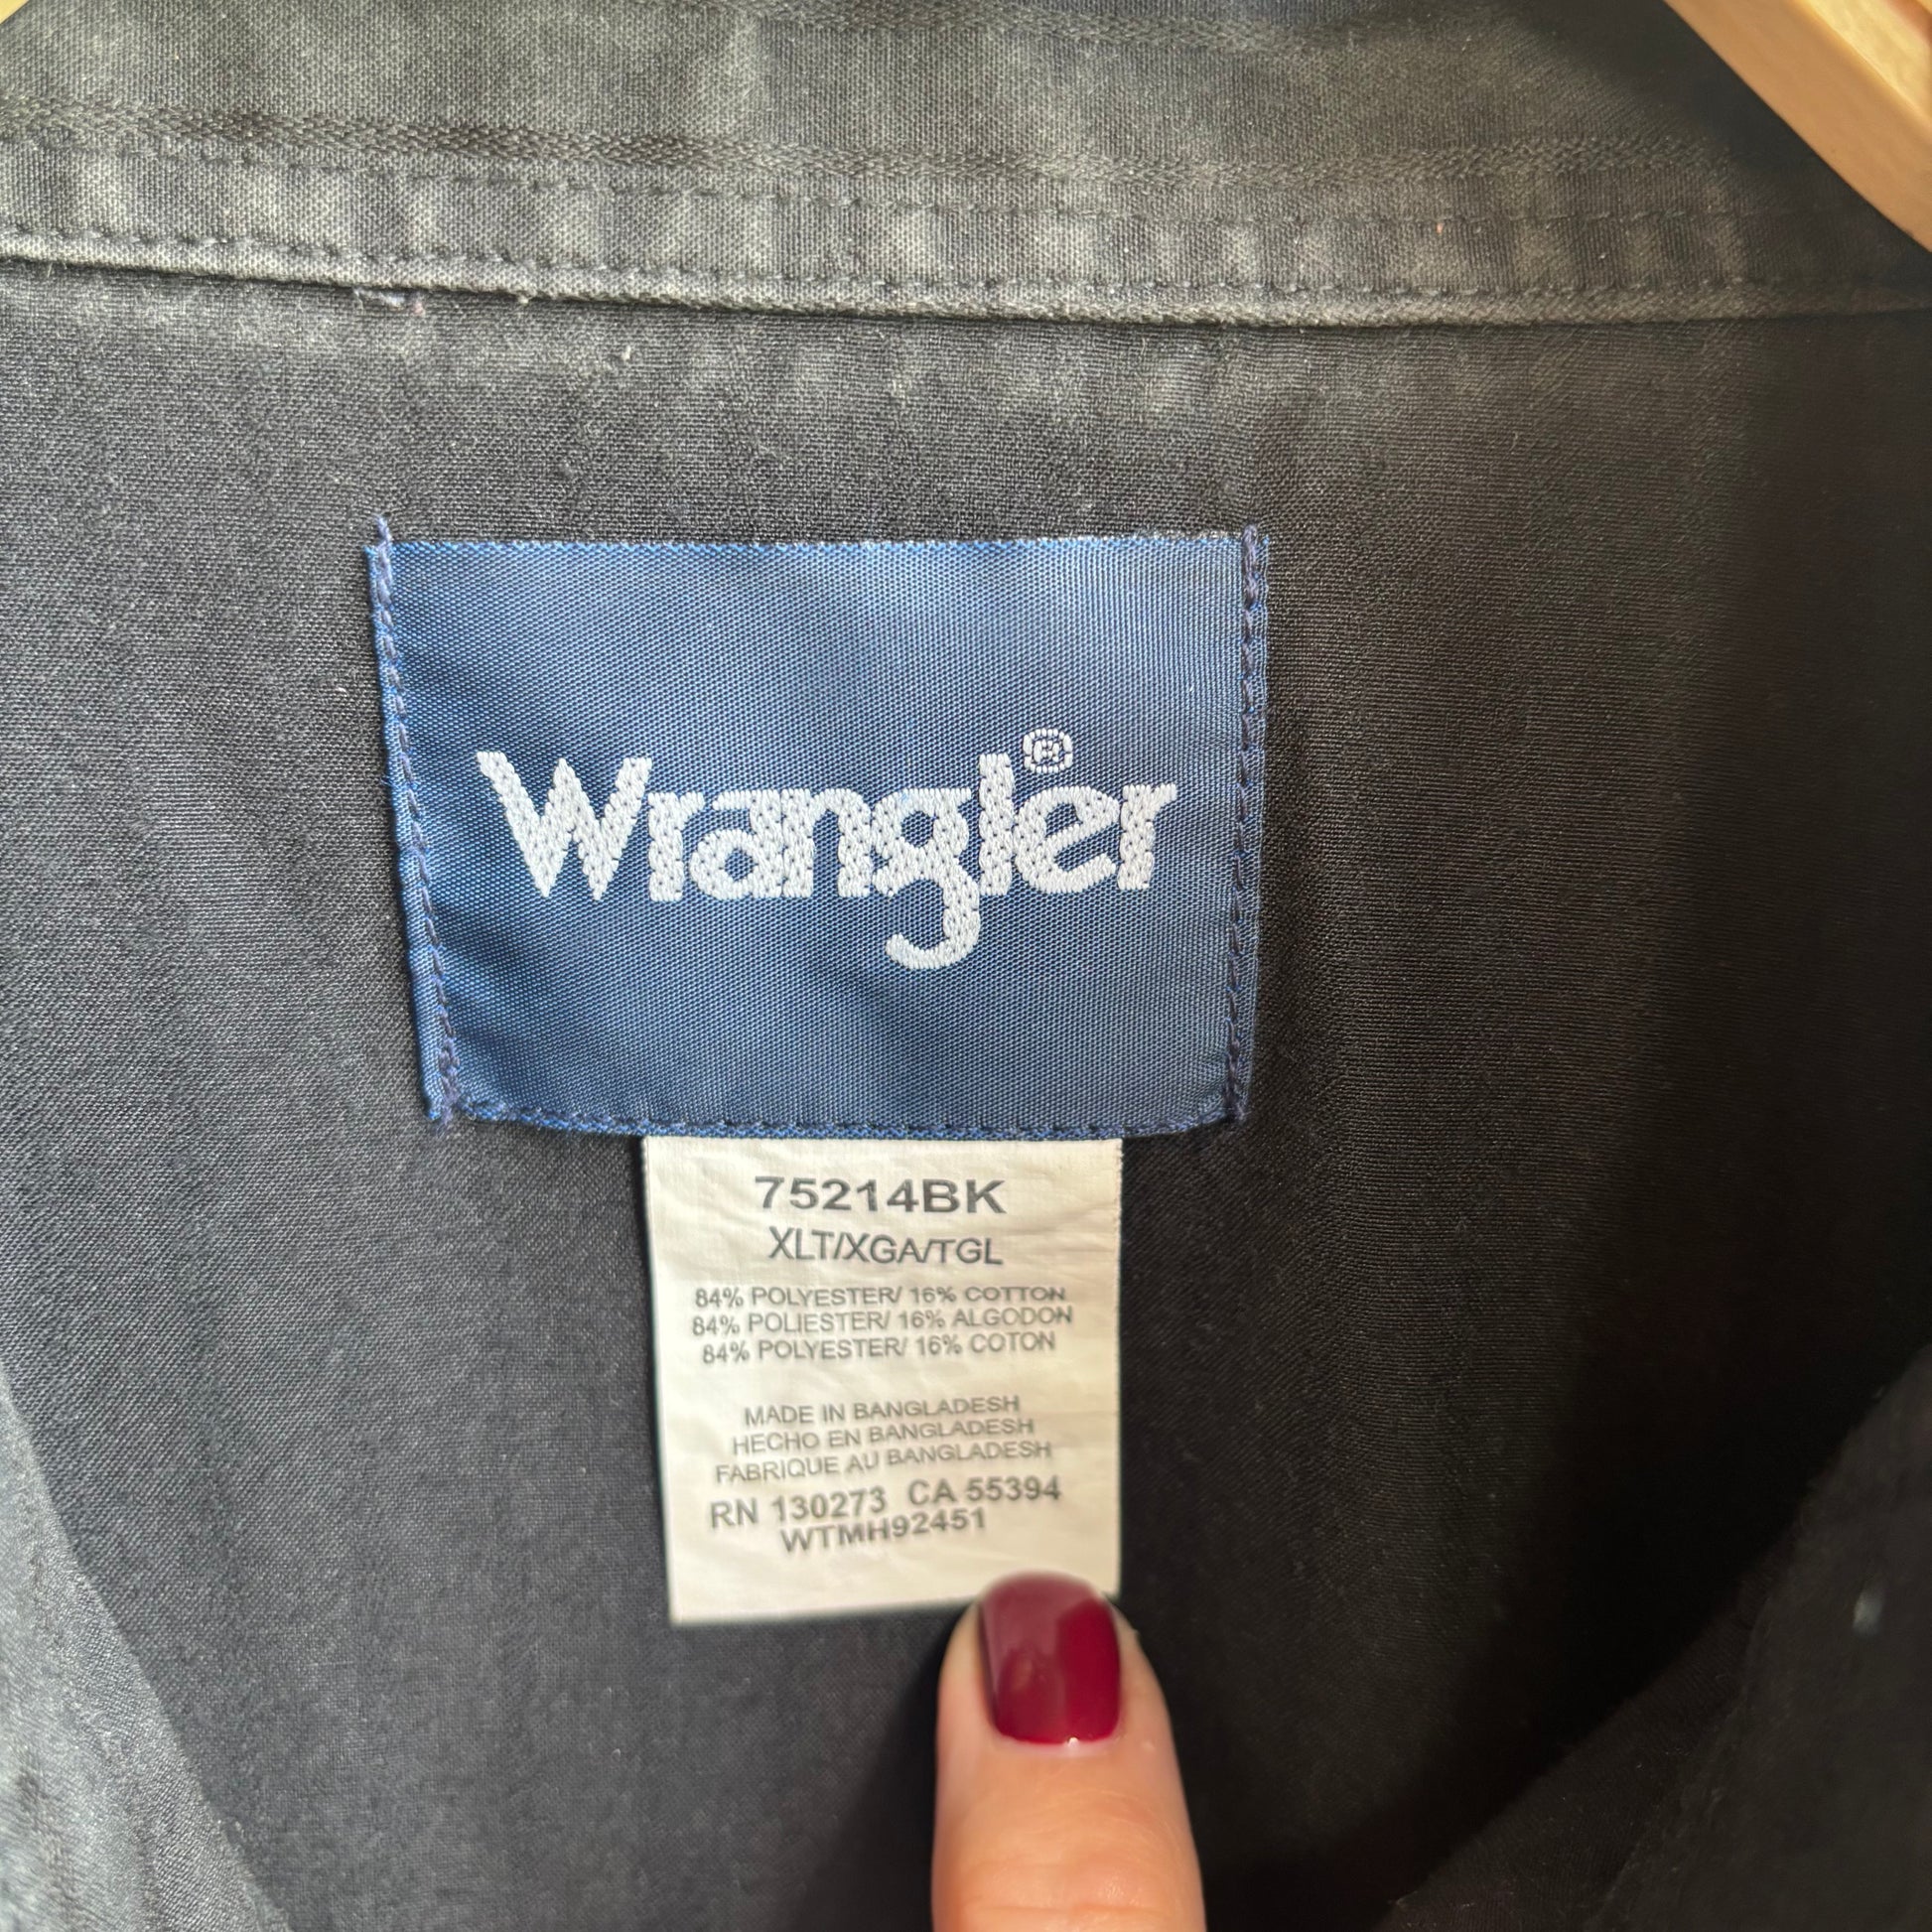 Wrangler®
75214BK
XLT/XGA/TGL
84% POLYESTER/ 16% COTTON
84% POLIESTER/ 16% ALGODON
84% POLYESTER/ 16% COTON
MADE IN BANGLADESH
HECHO EN BANGLADESH
FABRIQUE AU BANGLADESH
RN 130273 CA 55394
WTMH92451